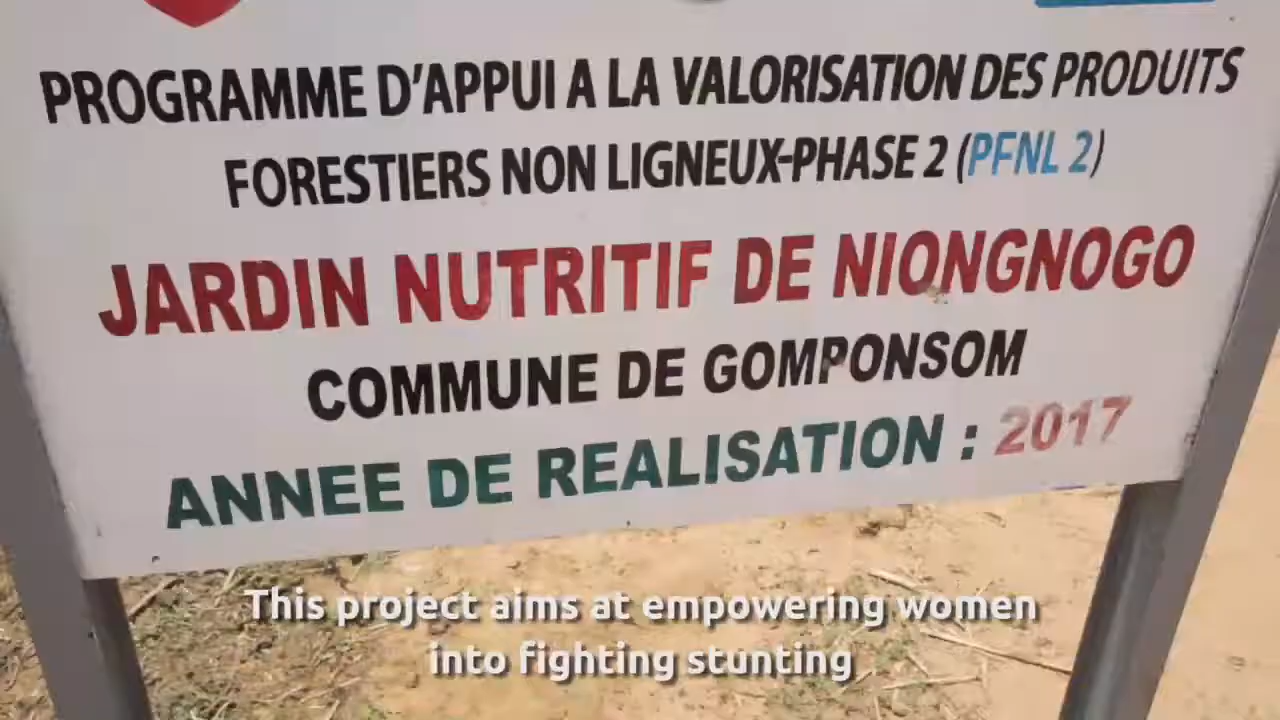 PROGRAMME D'APPUI A LA VALORISATION DES PRODUITS
FORESTIERS NON LIGNEUX-PHASE 2 (PFNL 2)
JARDIN NUTRITIF DE NIONGNOGO
COMMUNE DE GOMPONSOM
ANNEE DE REALISATION : 2017
This project aims at empowering women
into fighting stunting